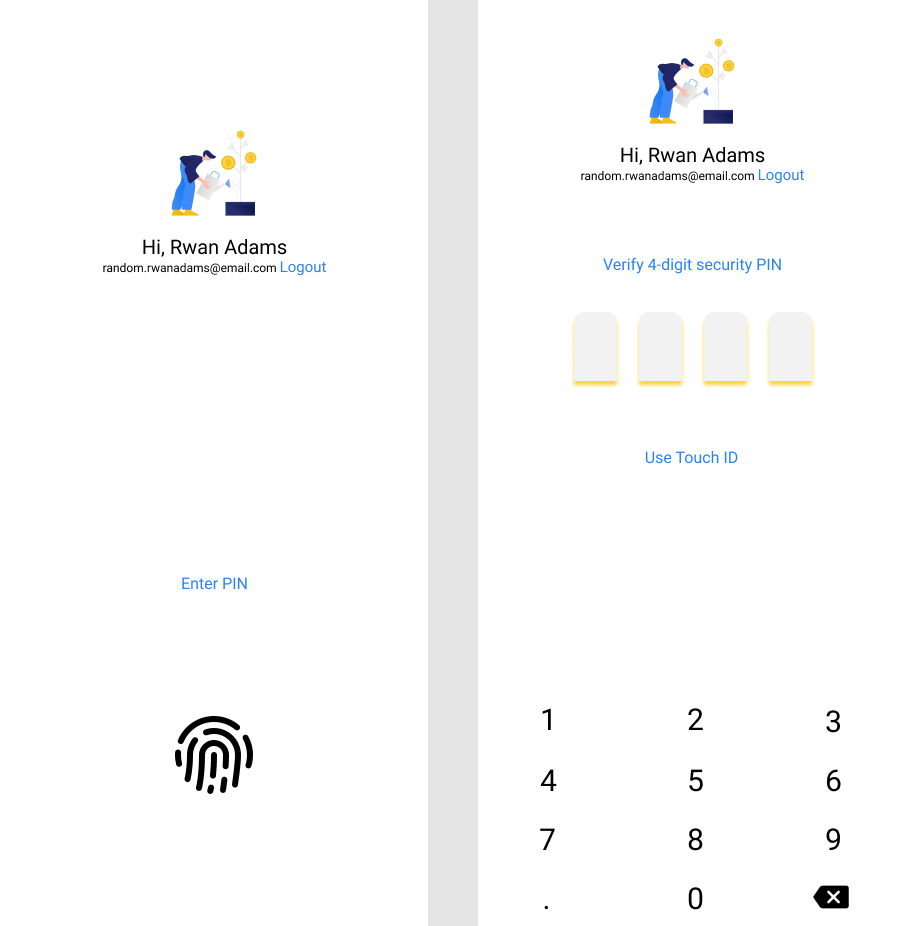 Hi, Rwan Adams
random.rwanadams@email.com Logout
Enter PIN
Hi, Rwan Adams
random.rwanadams@email.com Logout
Verify 4-digit security PIN
Use Touch ID
1 2 3
4 5 6
7 8 9
. 0